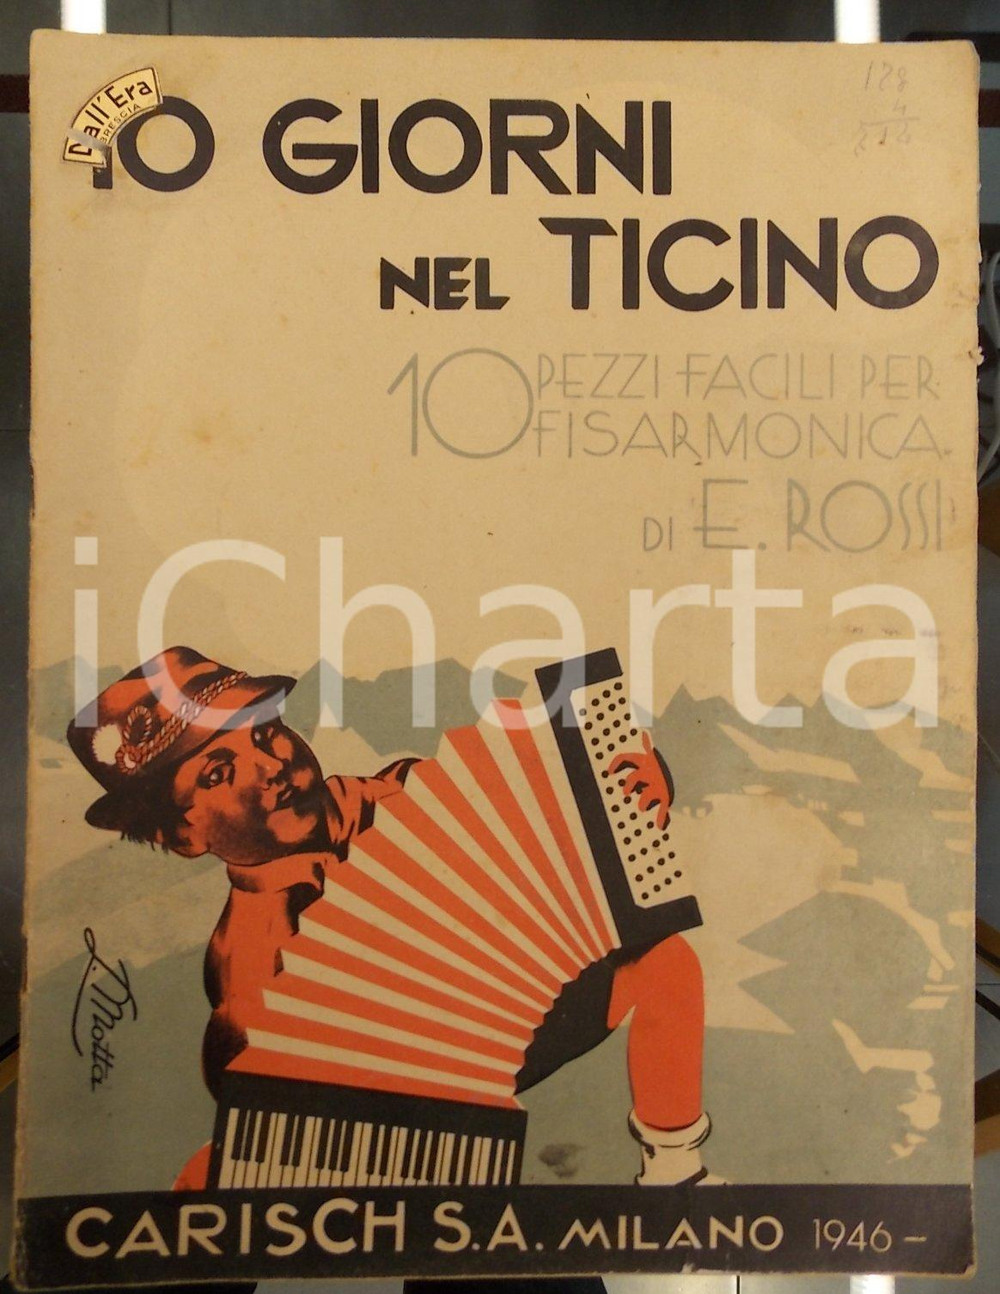 Dall'Era
BRESCIA
10 GIORNI
NEL TICINO
10 PEZZI FACILI PER
FISARMONICA
DI E. ROSSI
iCharta
L. Motta
CARISCH S.A. MILANO 1946-